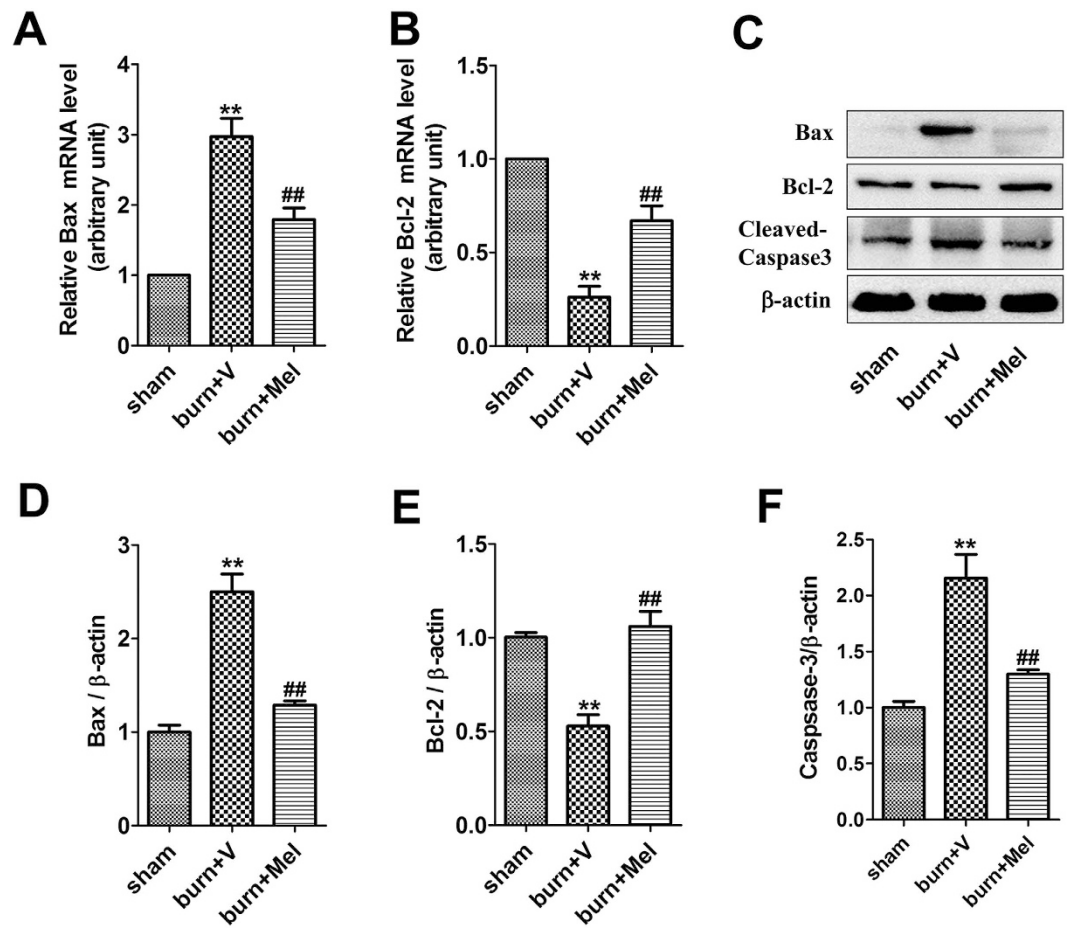 A
Relative Bax mRNA level
(arbitrary unit)
4
3
2
1
0
**
##
sham
burn+V
burn+Mel
B
Relative Bcl-2 mRNA level
(arbitrary unit)
1.5
1.0
0.5
0.0
**
##
sham
burn+V
burn+Mel
C
Bax
Bcl-2
Cleaved-
Caspase3
β-actin
sham
burn+V
burn+Mel
D
Bax / β-actin
3
2
1
0
**
##
sham
burn+V
burn+Mel
E
Bcl-2 / β-actin
1.5
1.0
0.5
0.0
**
##
sham
burn+V
burn+Mel
F
Caspsase-3/β-actin
2.5
2.0
1.5
1.0
0.5
0.0
**
##
sham
burn+V
burn+Mel